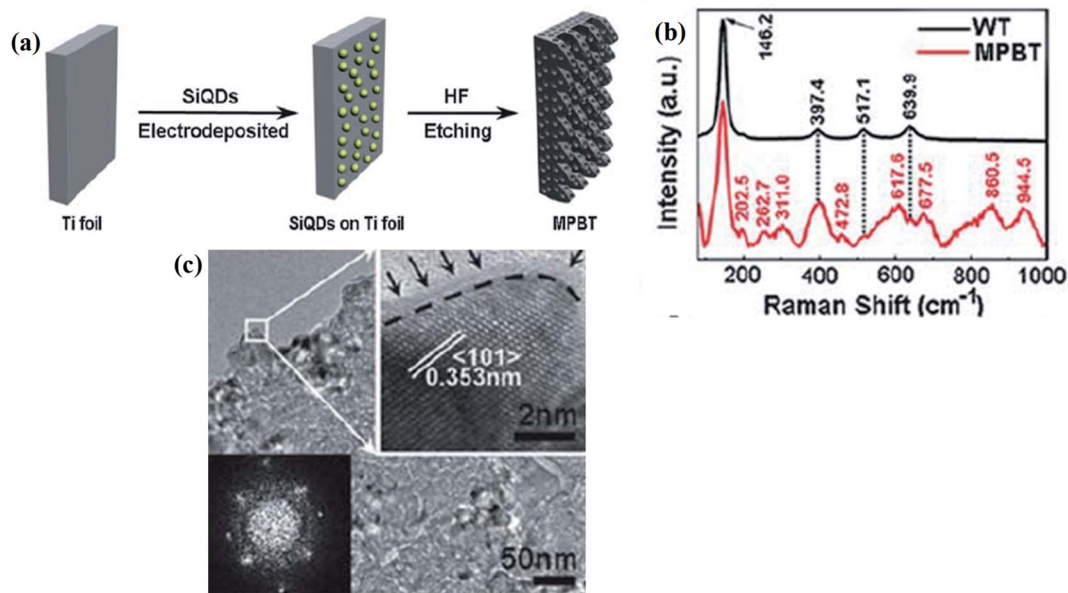 (a)
SiQDs
Electrodeposited
HF
Etching
Ti foil
SiQDs on Ti foil
MPBT
(b)
Intensity (a.u.)
WT
MPBT
146.2
397.4
517.1
639.9
202.5
262.7
311.0
472.8
617.6
677.5
860.5
944.5
200 400 600 800 1000
Raman Shift (cm⁻¹)
(c)
<101>
0.353nm
2nm
50nm